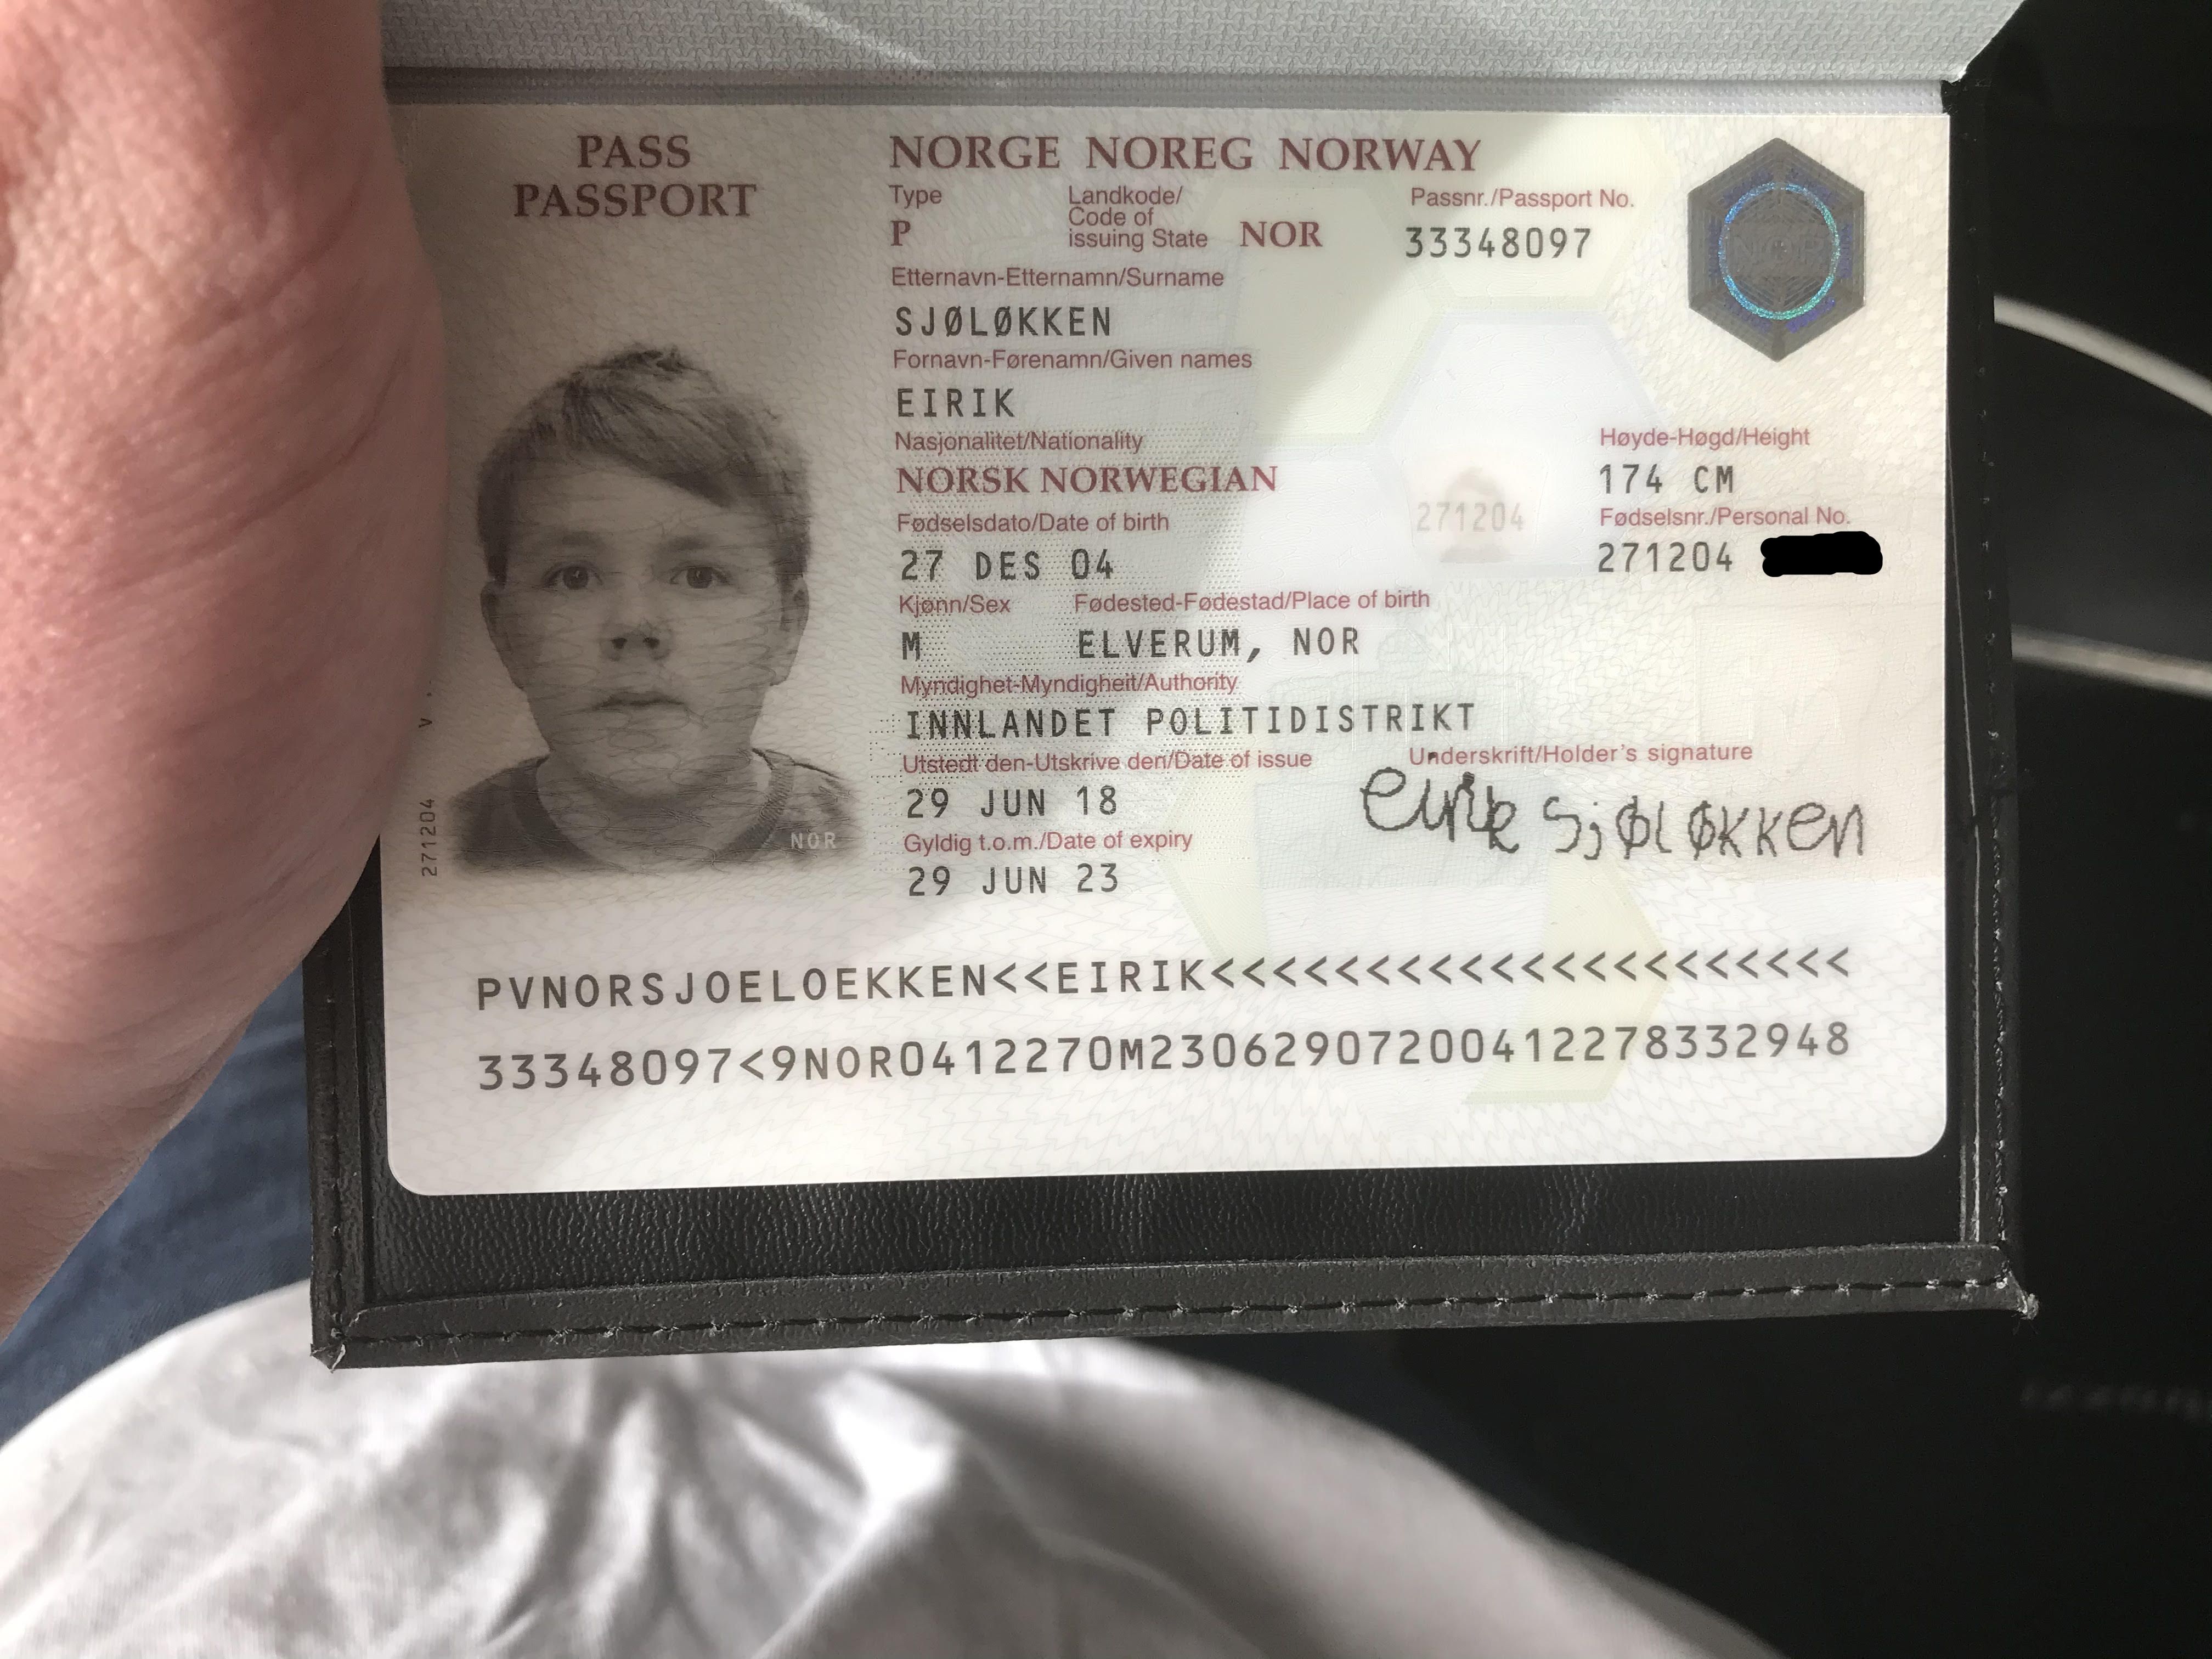 PASS
PASSPORT
NORGE NOREG NORWAY
Type
P
Landkode/
Code of
issuing State NOR
Passnr./Passport No.
33348097
Etternavn-Etternamn/Surname
SJØLØKKEN
Fornavn-Førenamn/Given names
EIRIK
Nasjonalitet/Nationality
NORSK NORWEGIAN
Høyde-Høgd/Height
174 CM
Fødselsdato/Date of birth
27 DES 04
271204
Fødselsnr./Personal No.
271204
Kjønn/Sex
M
Fødested-Fødestad/Place of birth
ELVERUM, NOR
Myndighet-Myndigheit/Authority
INNLANDET POLITIDISTRIKT
Utstedt den-Utskrive den/Date of issue
29 JUN 18
Underskrift/Holder's signature
eirik sjøløkken
Gyldig t.o.m./Date of expiry
29 JUN 23
271204
NOR
PVNORSJOELOEKKEN<<EIRIK<<<<<<<<<<<<<<<<<<<<<
33348097<9NOR0412270M23062907200412278332948